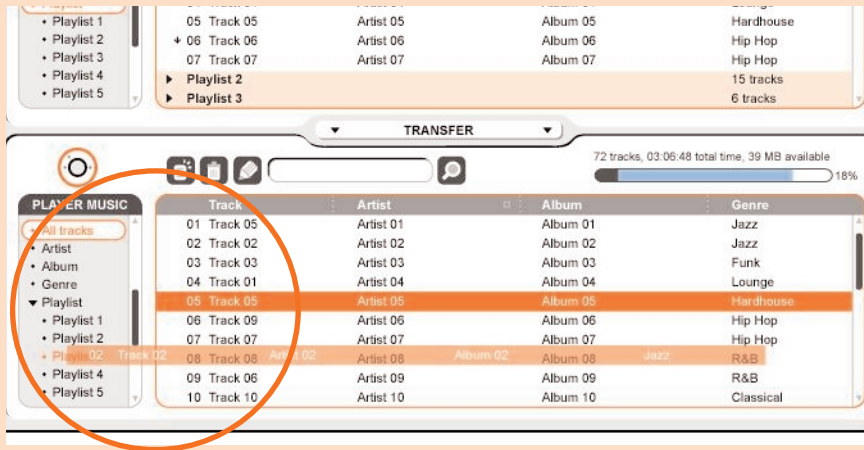 05 Track 05 Artist 05 Album 05 Hardhouse
• Playlist 1
06 Track 06 Artist 06 Album 06 Hip Hop
• Playlist 2
07 Track 07 Artist 07 Album 07 Hip Hop
• Playlist 3
Playlist 2 15 tracks
• Playlist 4
Playlist 3 6 tracks
• Playlist 5
TRANSFER
72 tracks, 03:06:48 total time, 39 MB available
18%
PLAYER MUSIC
• All tracks
• Artist
• Album
• Genre
Playlist
• Playlist 1
• Playlist 2
• Playlist 4
• Playlist 5
Track Artist Album Genre
01 Track 05 Artist 01 Album 01 Jazz
02 Track 02 Artist 02 Album 02 Jazz
03 Track 03 Artist 03 Album 03 Funk
04 Track 01 Artist 04 Album 04 Lounge
05 Track 05 Artist 05 Album 05 Hardhouse
06 Track 09 Artist 06 Album 06 Hip Hop
07 Track 07 Artist 07 Album 07 Hip Hop
02 Track 02 Artist 02 Album 02 Jazz
08 Track 08 Artist 08 Album 08 R&B
09 Track 06 Artist 09 Album 09 R&B
10 Track 10 Artist 10 Album 10 Classical